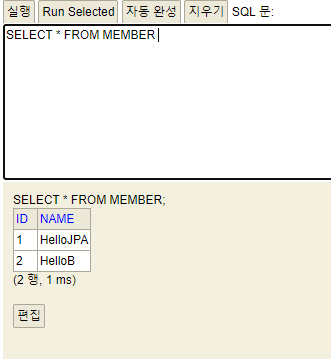 실행 Run Selected 자동 완성 지우기 SQL 문:
SELECT * FROM MEMBER
SELECT * FROM MEMBER;
ID NAME
1 HelloJPA
2 HelloB
(2 행, 1 ms)
편집